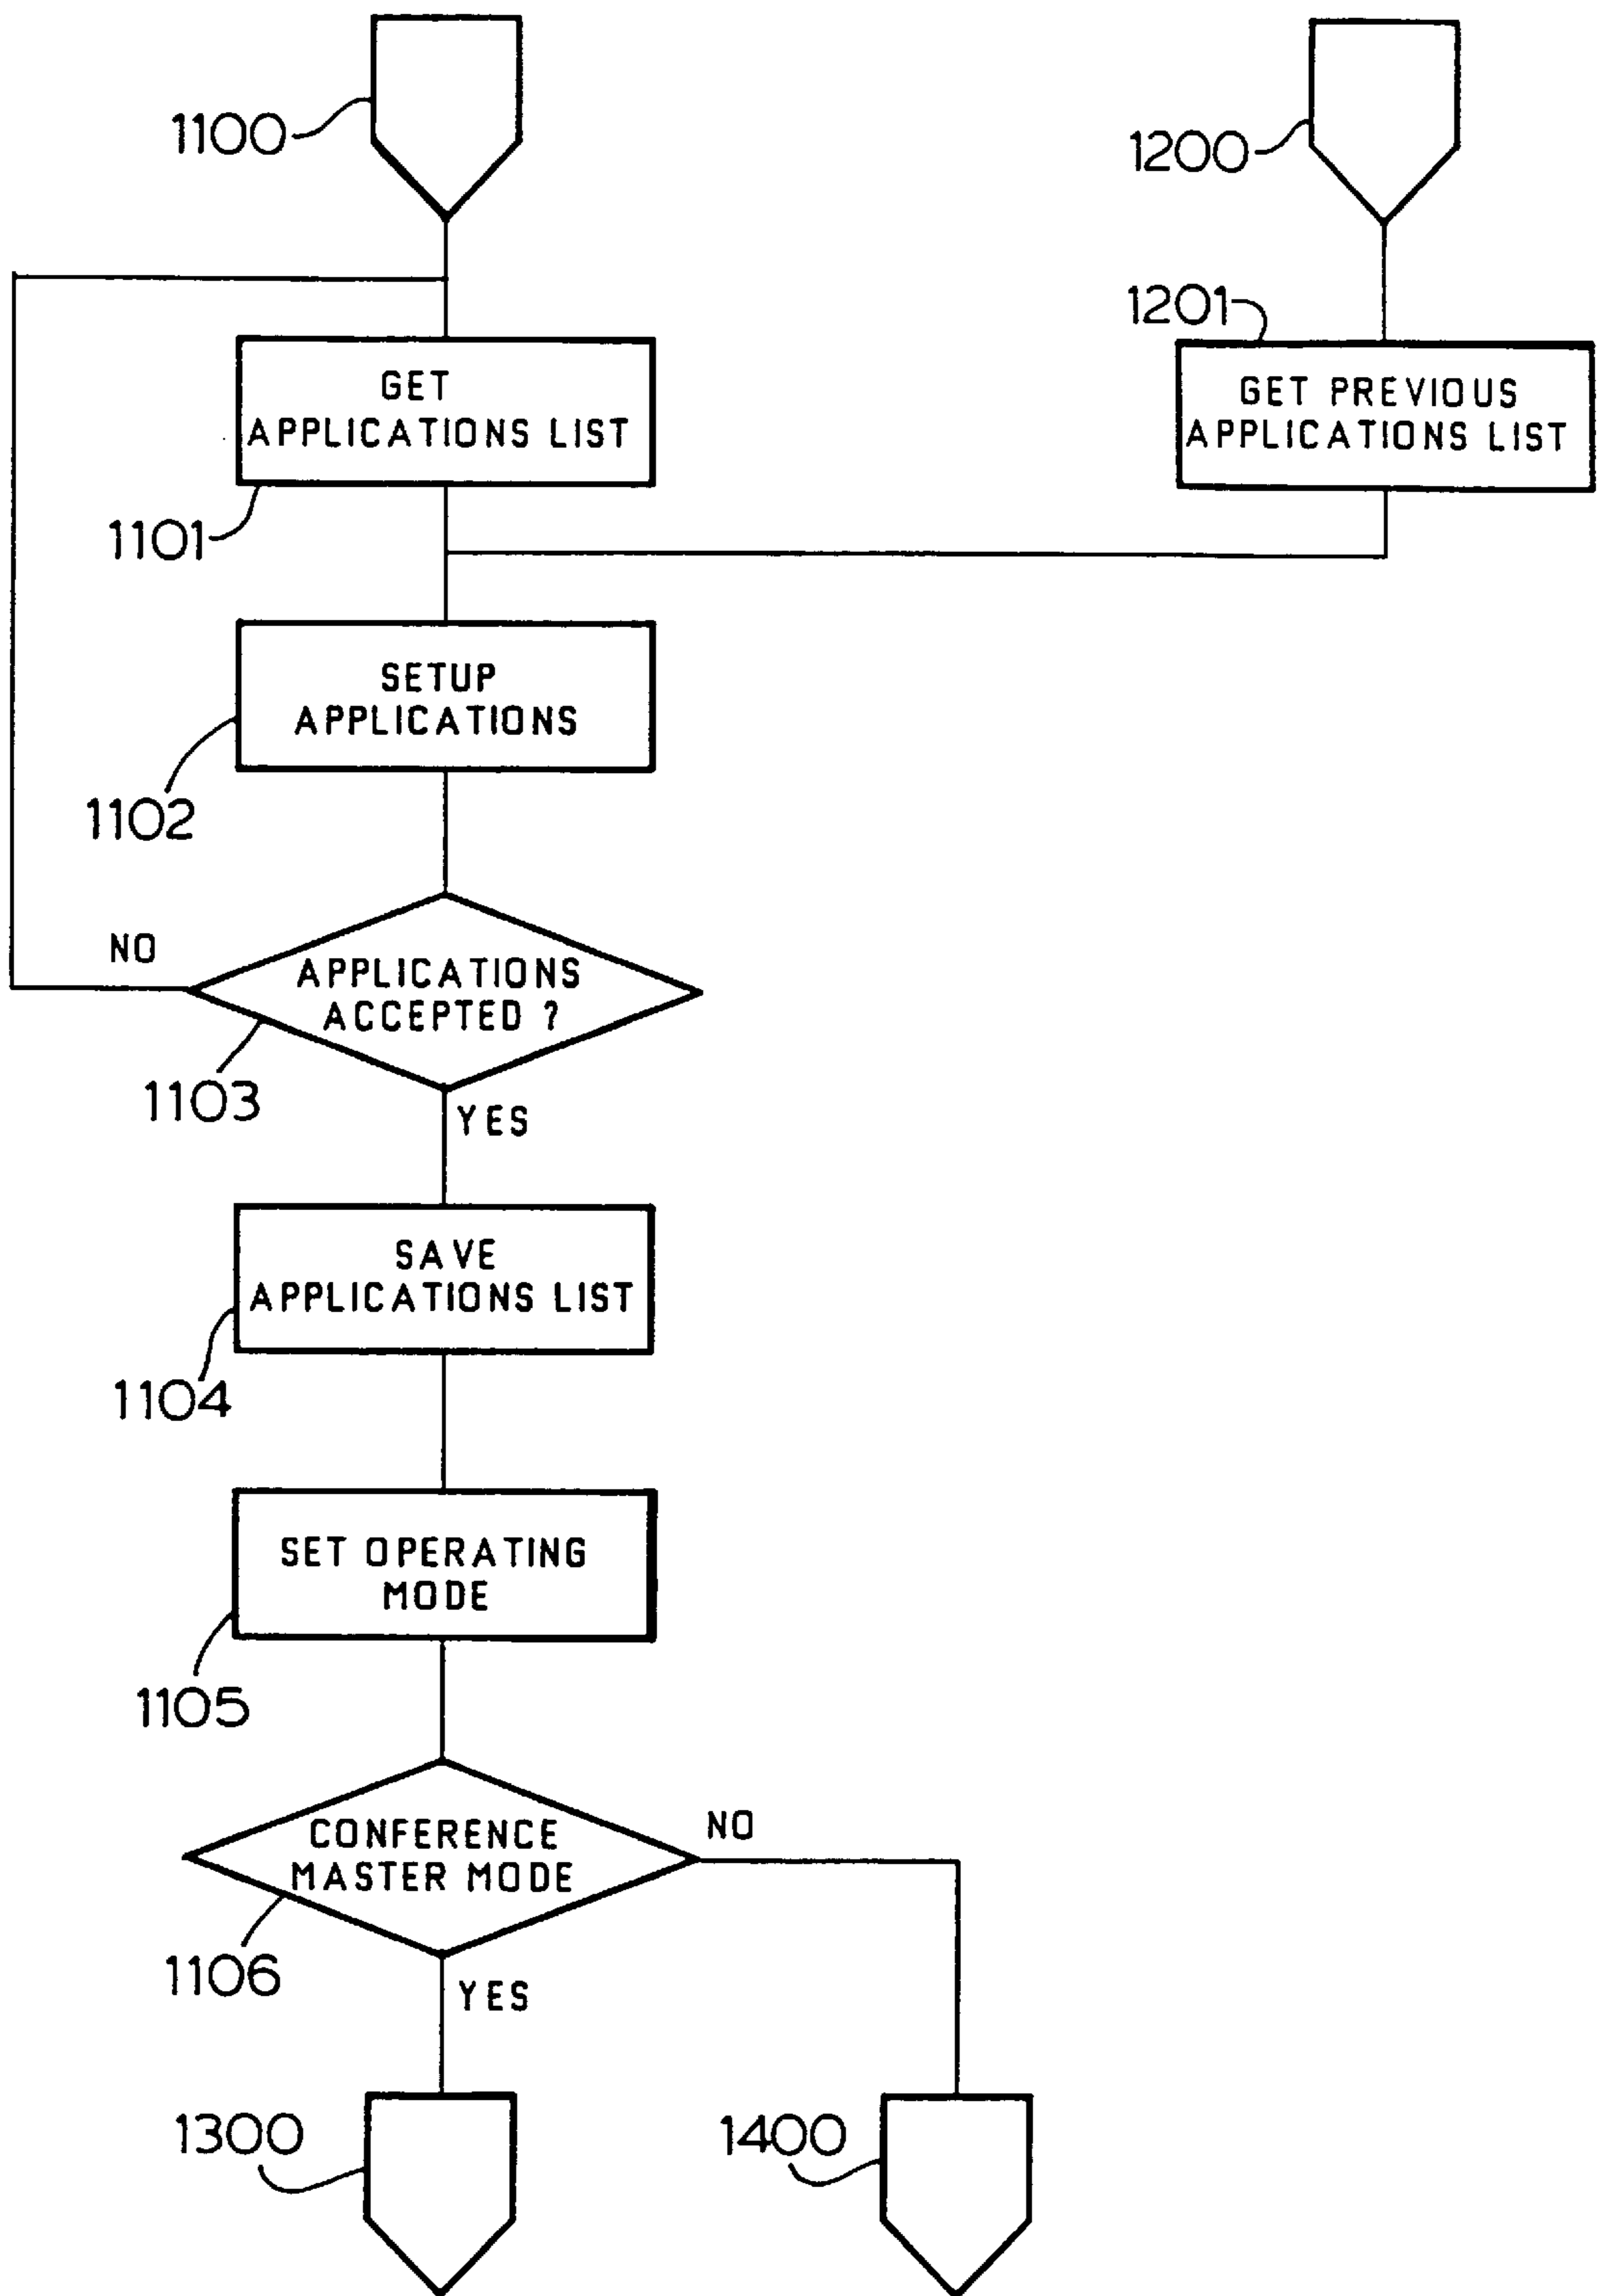 1100
1200
1201
GET
APPLICATIONS LIST
GET PREVIOUS
APPLICATIONS LIST
1101
SETUP
APPLICATIONS
1102
NO
APPLICATIONS
ACCEPTED ?
1103
YES
SAVE
APPLICATIONS LIST
1104
SET OPERATING
MODE
1105
CONFERENCE
MASTER MODE
NO
1106
YES
1300
1400